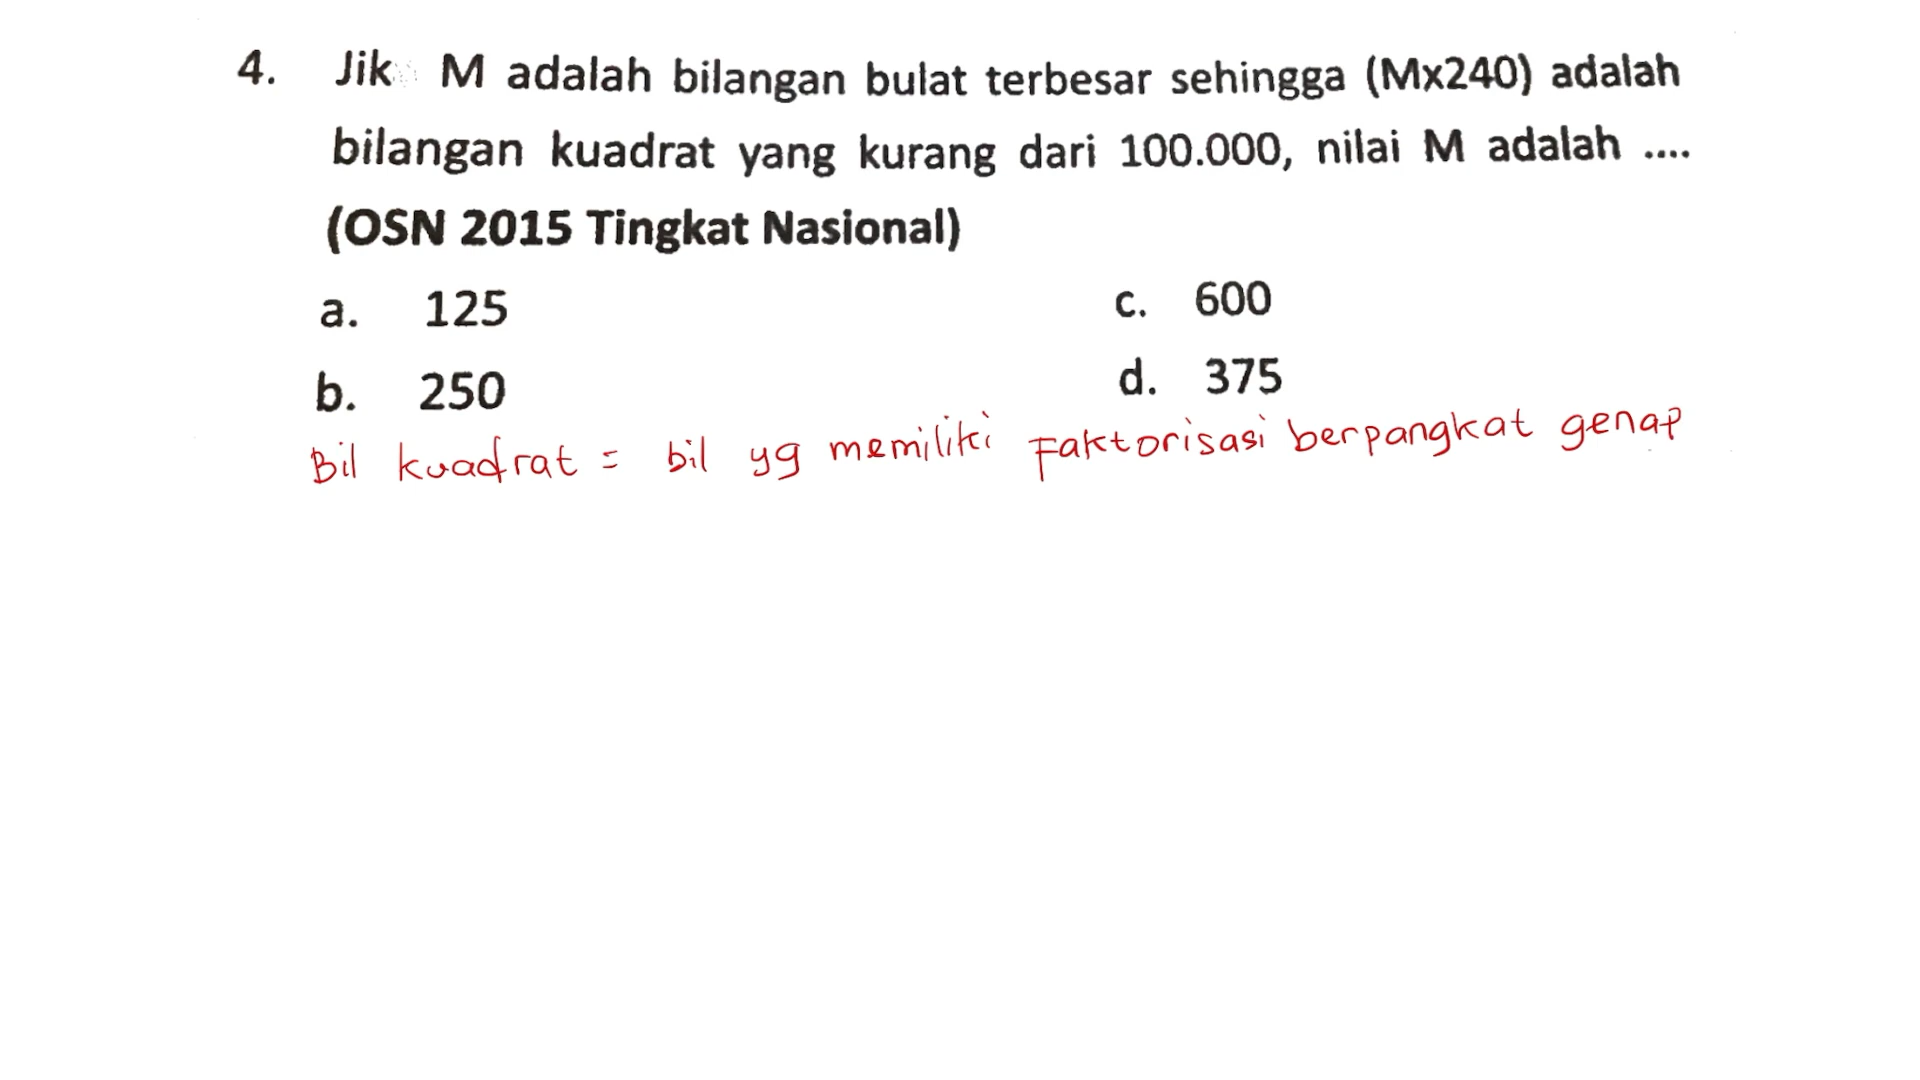 4. Jik M adalah bilangan bulat terbesar sehingga (Mx240) adalah
bilangan kuadrat yang kurang dari 100.000, nilai M adalah ....
(OSN 2015 Tingkat Nasional)
a. 125
c. 600
b. 250
d. 375
Bil kuadrat = bil yg memiliki Faktorisasi berpangkat genap